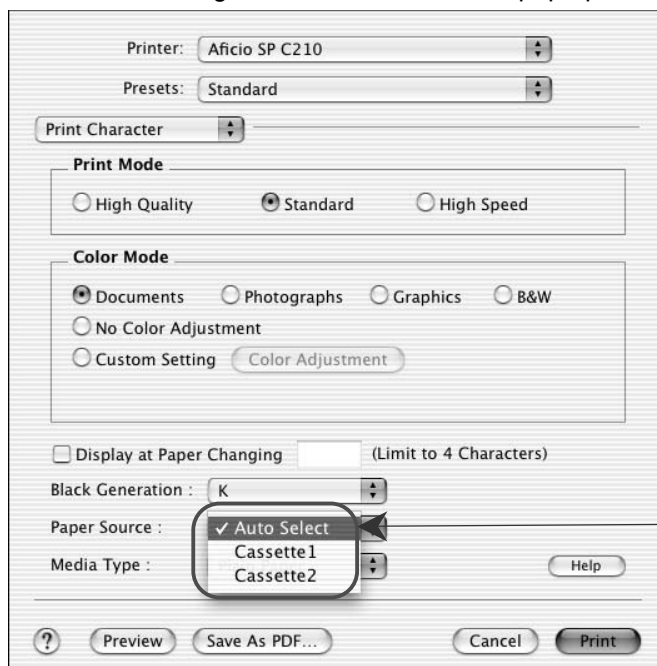 Printer: Aficio SP C210
Presets: Standard
Print Character
Print Mode
High Quality Standard High Speed
Color Mode
Documents Photographs Graphics B&W
No Color Adjustment
Custom Setting Color Adjustment
Display at Paper Changing (Limit to 4 Characters)
Black Generation : K
Paper Source : ✓ Auto Select
Cassette1
Media Type : Help
Cassette2
? Preview Save As PDF... Cancel Print